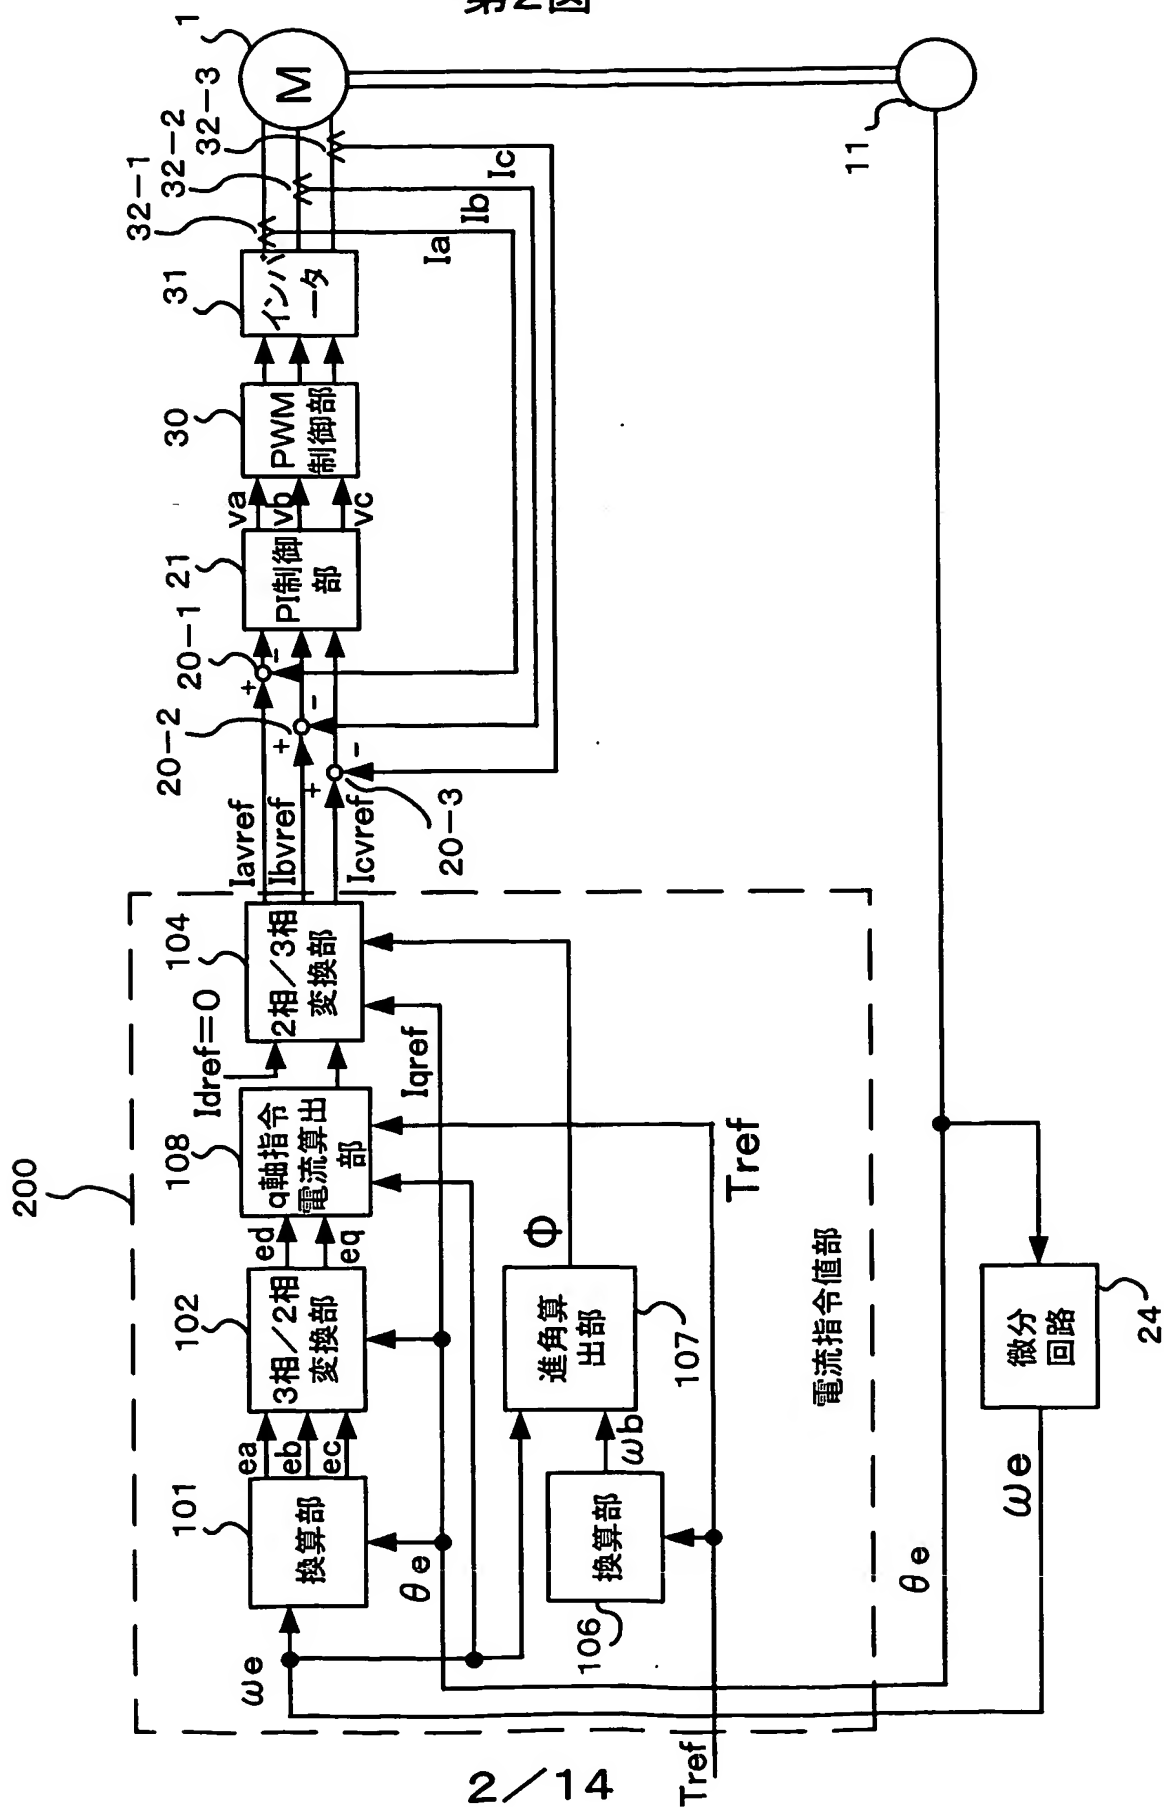 第2図
200
ωe
101
換算部
θe
ea
eb
ec
102
3相/2相
変換部
ed
eq
108
q軸指令
電流算出
部
Idref=0
Iqref
104
2相/3相
変換部
Iavref
Ibvref
Icvref
20-1
20-2
20-3
+
-
+
-
+
-
21
PI制御
部
va
vb
vc
30
PWM
制御部
31
インバ
ータ
32-1
32-2
32-3
Ia
Ib
Ic
1
M
11
106
換算部
ωb
進角算
出部
107
Φ
Tref
Tref
電流指令値部
θe
ωe
微分
回路
24
2/14